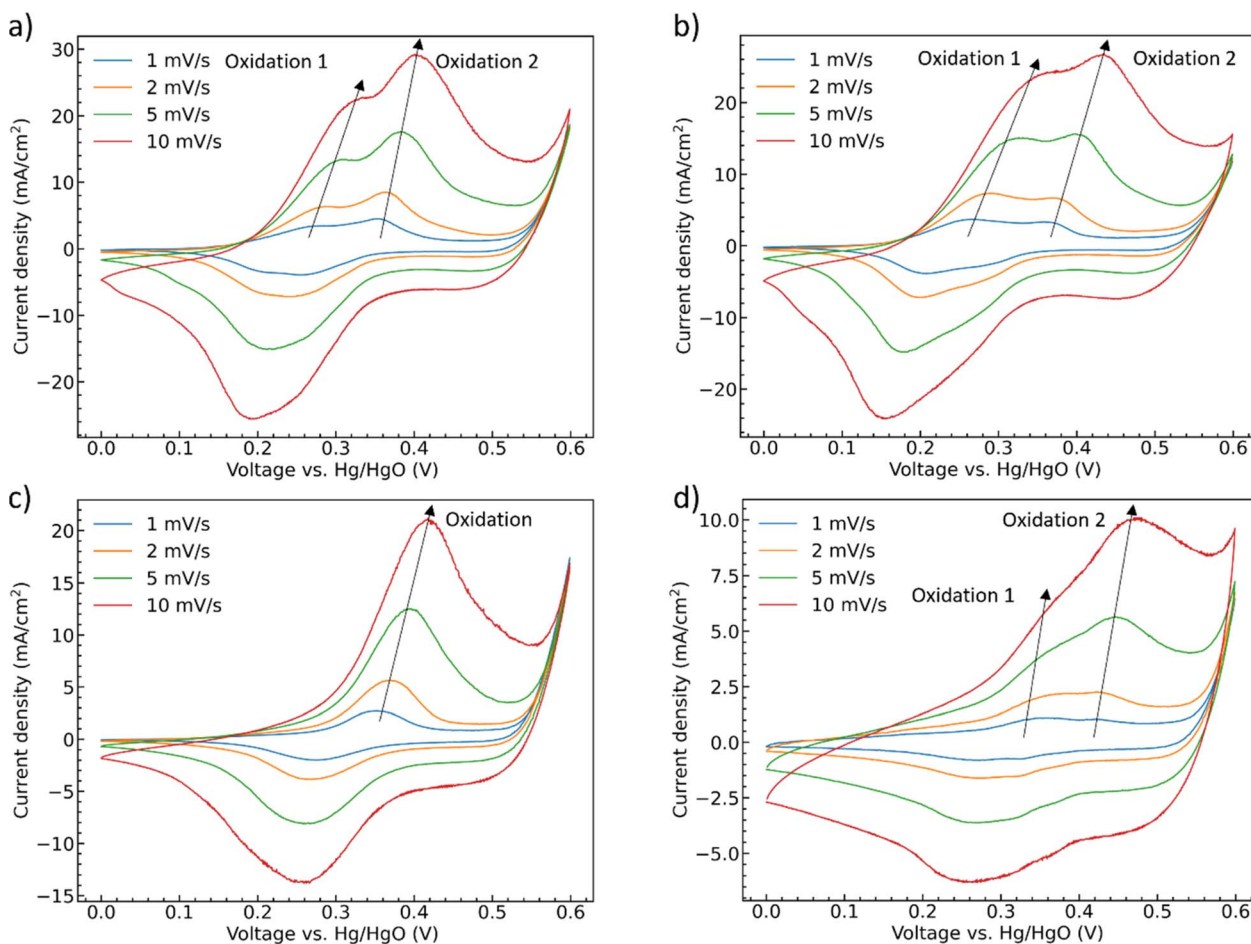 a)
Oxidation 1
Oxidation 2
1 mV/s
2 mV/s
5 mV/s
10 mV/s
30
20
10
0
−10
−20
Current density (mA/cm²)
0.0 0.1 0.2 0.3 0.4 0.5 0.6
Voltage vs. Hg/HgO (V)
b)
Oxidation 1
Oxidation 2
1 mV/s
2 mV/s
5 mV/s
10 mV/s
30
20
10
0
−10
−20
Current density (mA/cm²)
0.0 0.1 0.2 0.3 0.4 0.5 0.6
Voltage vs. Hg/HgO (V)
c)
Oxidation
1 mV/s
2 mV/s
5 mV/s
10 mV/s
20
15
10
5
0
−5
−10
−15
Current density (mA/cm²)
0.0 0.1 0.2 0.3 0.4 0.5 0.6
Voltage vs. Hg/HgO (V)
d)
Oxidation 2
Oxidation 1
1 mV/s
2 mV/s
5 mV/s
10 mV/s
10.0
7.5
5.0
2.5
0.0
−2.5
−5.0
Current density (mA/cm²)
0.0 0.1 0.2 0.3 0.4 0.5 0.6
Voltage vs. Hg/HgO (V)